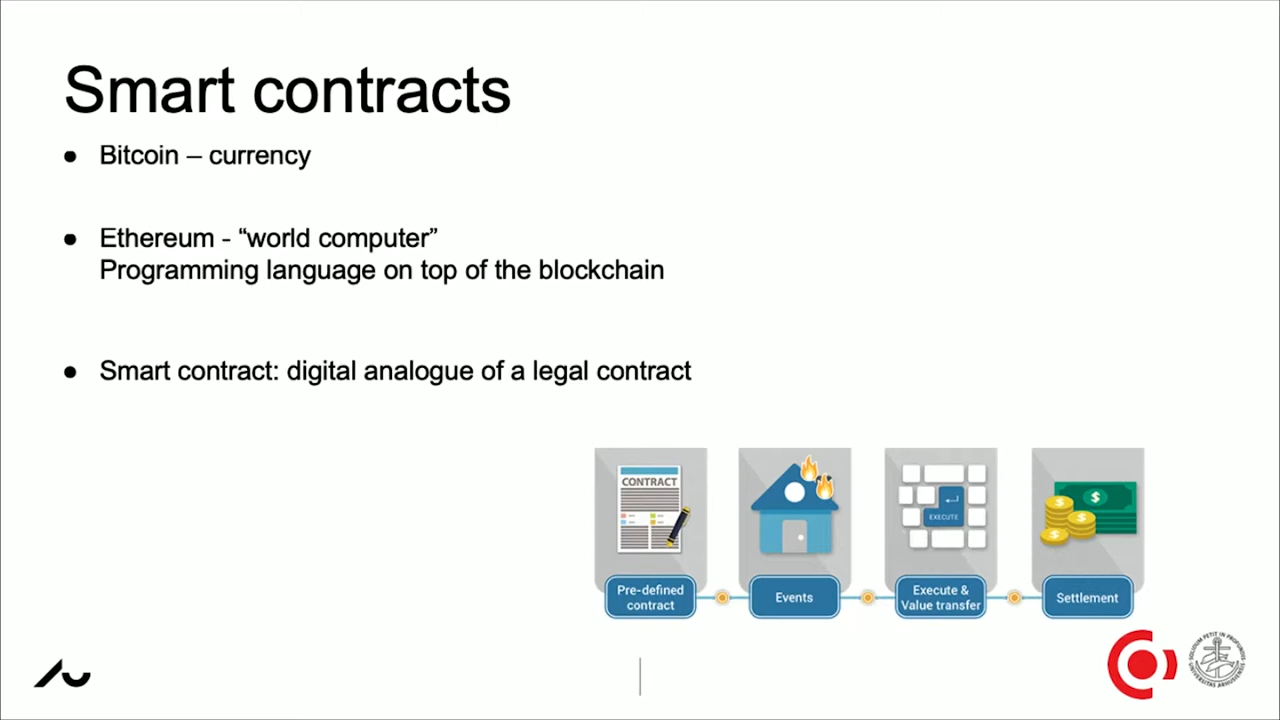 Smart contracts
● Bitcoin – currency
● Ethereum - “world computer”
Programming language on top of the blockchain
● Smart contract: digital analogue of a legal contract
CONTRACT
EXECUTE
$
$
$
$
Pre-defined
contract
Events
Execute &
Value transfer
Settlement